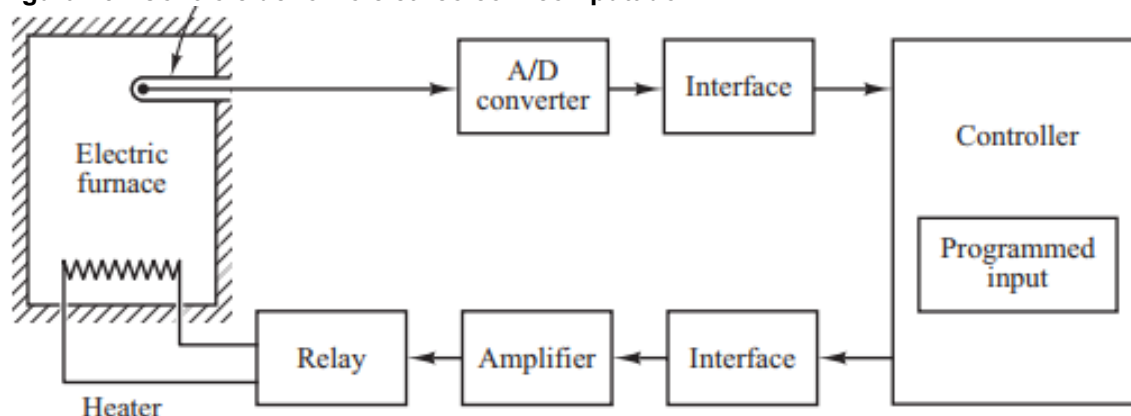 A/D
converter
Interface
Controller
Electric
furnace
Programmed
input
Relay
Amplifier
Interface
Heater